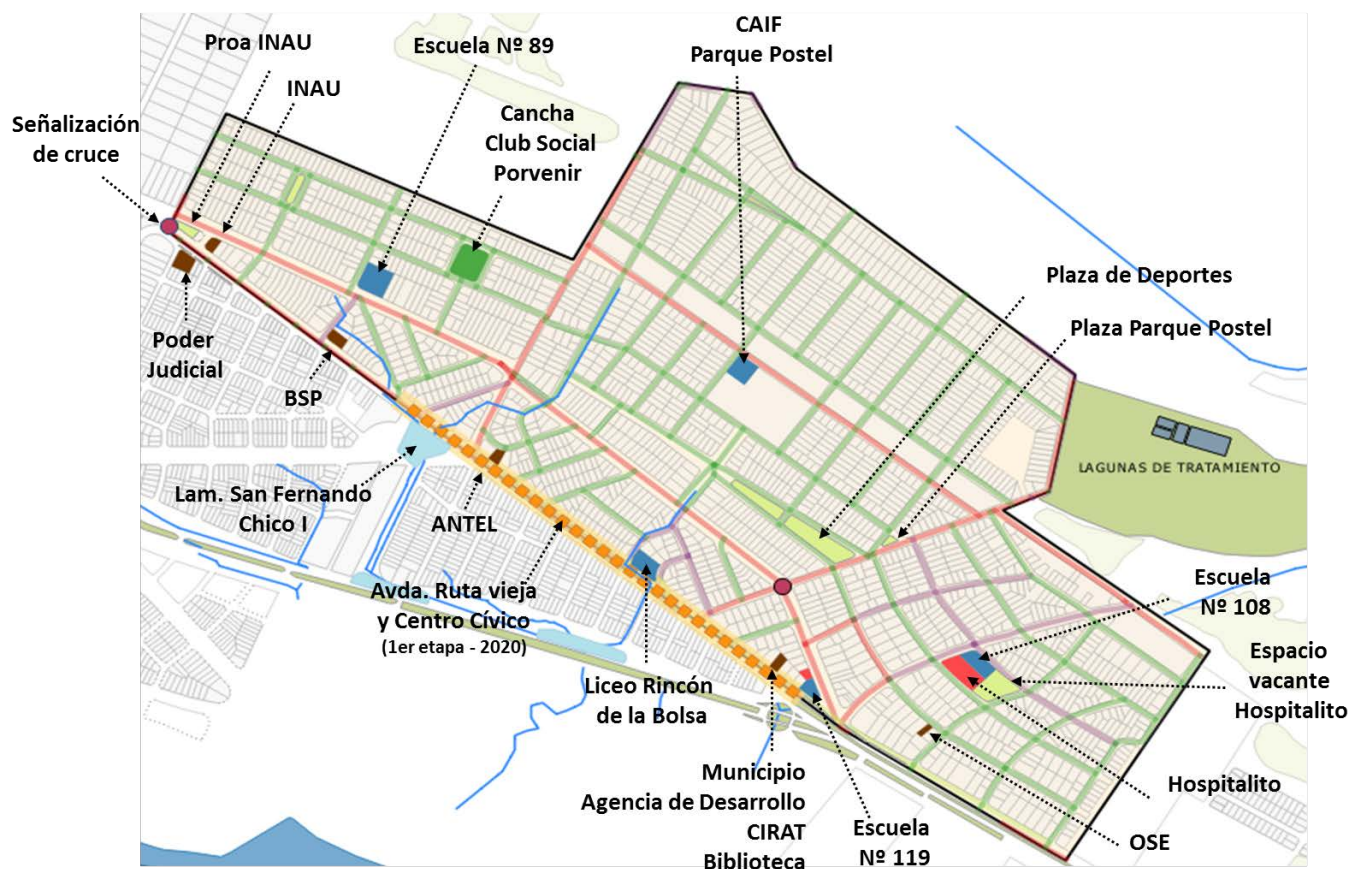 CAIF
Parque Postel
Proa INAU
Escuela Nº 89
INAU
Cancha
Club Social
Porvenir
Señalización
de cruce
Plaza de Deportes
Plaza Parque Postel
Poder
Judicial
BSP
LAGUNAS DE TRATAMIENTO
Lam. San Fernando
Chico I
ANTEL
Avda. Ruta vieja
y Centro Cívico
(1er etapa - 2020)
Escuela
Nº 108
Espacio
vacante
Hospitalito
Liceo Rincón
de la Bolsa
Municipio
Agencia de Desarrollo
CIRAT
Biblioteca
Escuela
Nº 119
Hospitalito
OSE